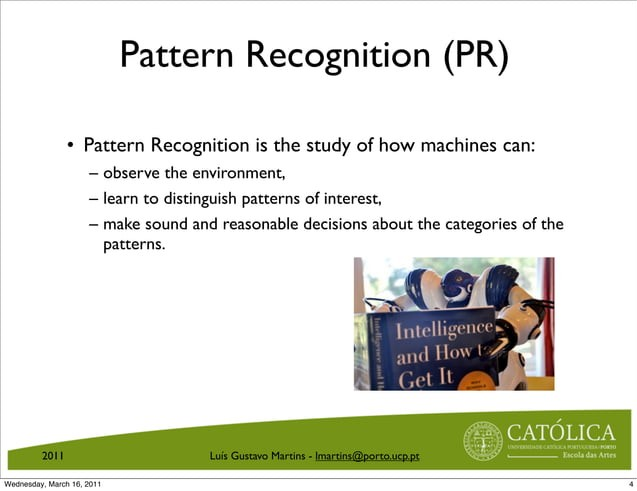 Pattern Recognition (PR)
• Pattern Recognition is the study of how machines can:
– observe the environment,
– learn to distinguish patterns of interest,
– make sound and reasonable decisions about the categories of the
patterns.
Intelligence
and How to
Get It
CATÓLICA
UNIVERSIDADE CATÓLICA PORTUGUESA | PORTO
Escola das Artes
2011
Luís Gustavo Martins - lmartins@porto.ucp.pt
Wednesday, March 16, 2011
4